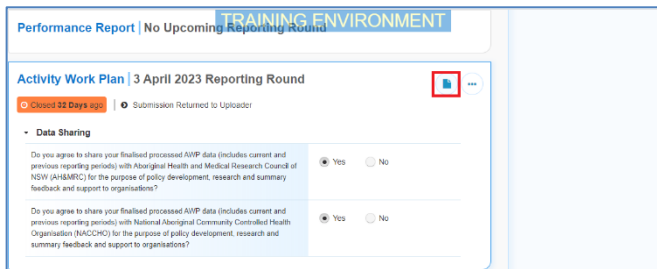 TRAINING ENVIRONMENT
Performance Report | No Upcoming Reporting Round
Activity Work Plan | 3 April 2023 Reporting Round
Closed 32 Days ago | Submission Returned to Uploader
Data Sharing
Do you agree to share your finalised processed AWP data (includes current and
previous reporting periods) with Aboriginal Health and Medical Research Council of
NSW (AH&MRC) for the purpose of policy development, research and summary
feedback and support to organisations?
Yes No
Do you agree to share your finalised processed AWP data (includes current and
previous reporting periods) with National Aboriginal Community Controlled Health
Organisation (NACCHO) for the purpose of policy development, research and
summary feedback and support to organisations?
Yes No